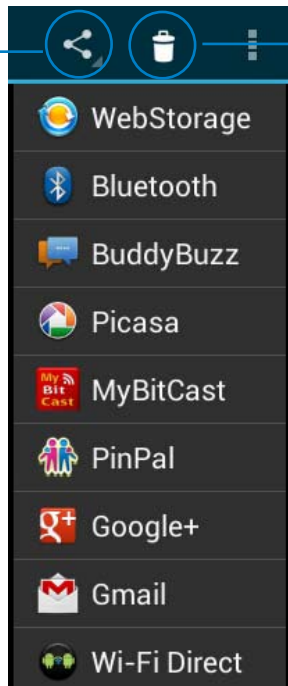 WebStorage
Bluetooth
BuddyBuzz
Picasa
My Bit Cast
MyBitCast
PinPal
g+
Google+
Gmail
Wi-Fi Direct